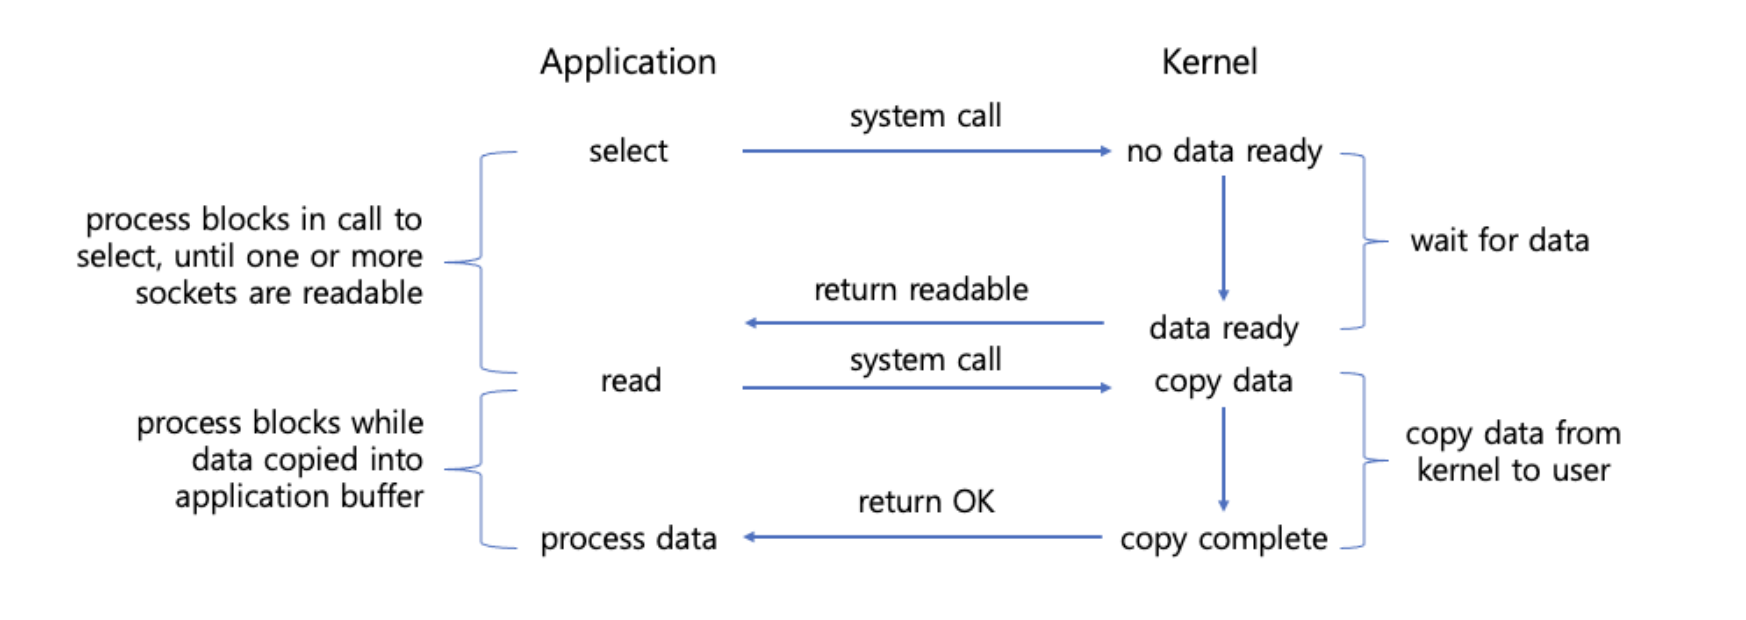 Application
Kernel
system call
select
no data ready
process blocks in call to
select, until one or more
sockets are readable
wait for data
return readable
data ready
system call
read
copy data
process blocks while
data copied into
application buffer
copy data from
kernel to user
return OK
process data
copy complete